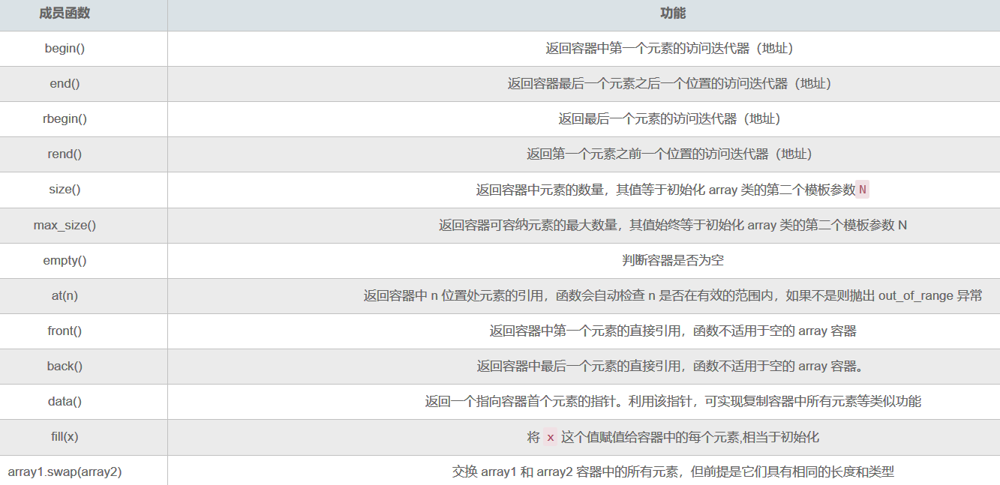 成员函数 功能
begin() 返回容器中第一个元素的访问迭代器（地址）
end() 返回容器最后一个元素之后一个位置的访问迭代器（地址）
rbegin() 返回最后一个元素的访问迭代器（地址）
rend() 返回第一个元素之前一个位置的访问迭代器（地址）
size() 返回容器中元素的数量，其值等于初始化 array 类的第二个模板参数 N
max_size() 返回容器可容纳元素的最大数量，其值始终等于初始化 array 类的第二个模板参数 N
empty() 判断容器是否为空
at(n) 返回容器中 n 位置处元素的引用，函数会自动检查 n 是否在有效的范围内，如果不是则抛出 out_of_range 异常
front() 返回容器中第一个元素的直接引用，函数不适用于空的 array 容器
back() 返回容器中最后一个元素的直接引用，函数不适用于空的 array 容器。
data() 返回一个指向容器首个元素的指针。利用该指针，可实现复制容器中所有元素等类似功能
fill(x) 将 x 这个值赋值给容器中的每个元素,相当于初始化
array1.swap(array2) 交换 array1 和 array2 容器中的所有元素，但前提是它们具有相同的长度和类型